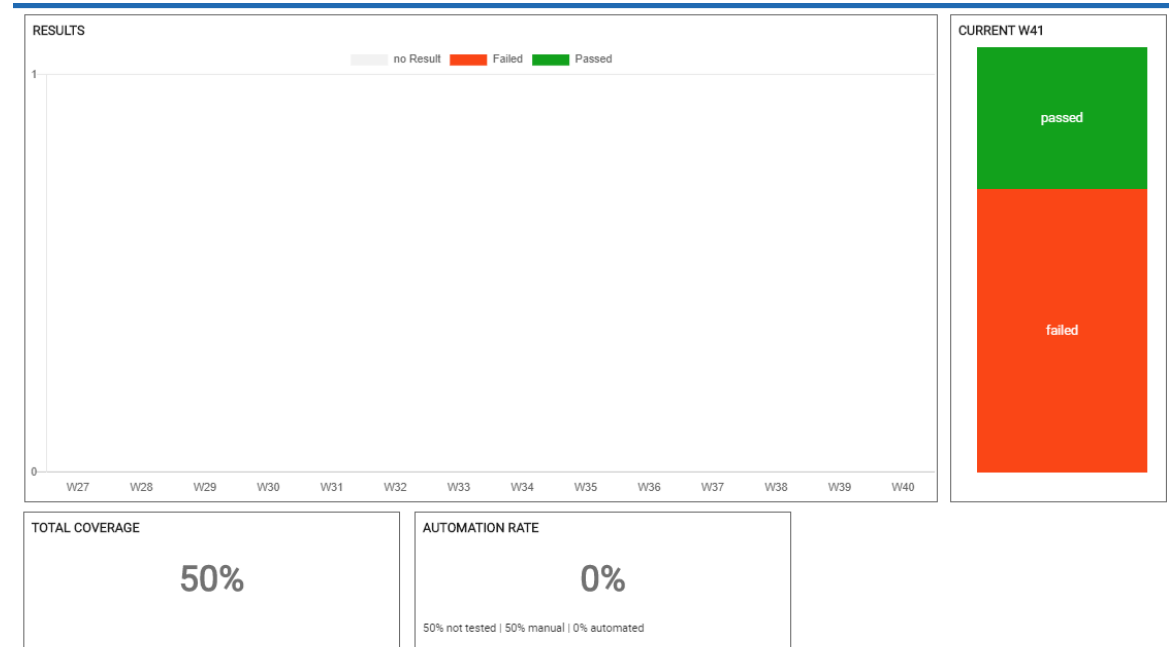 RESULTS
no Result Failed Passed
1
0
W27 W28 W29 W30 W31 W32 W33 W34 W35 W36 W37 W38 W39 W40
CURRENT W41
passed
failed
TOTAL COVERAGE
50%
AUTOMATION RATE
0%
50% not tested | 50% manual | 0% automated